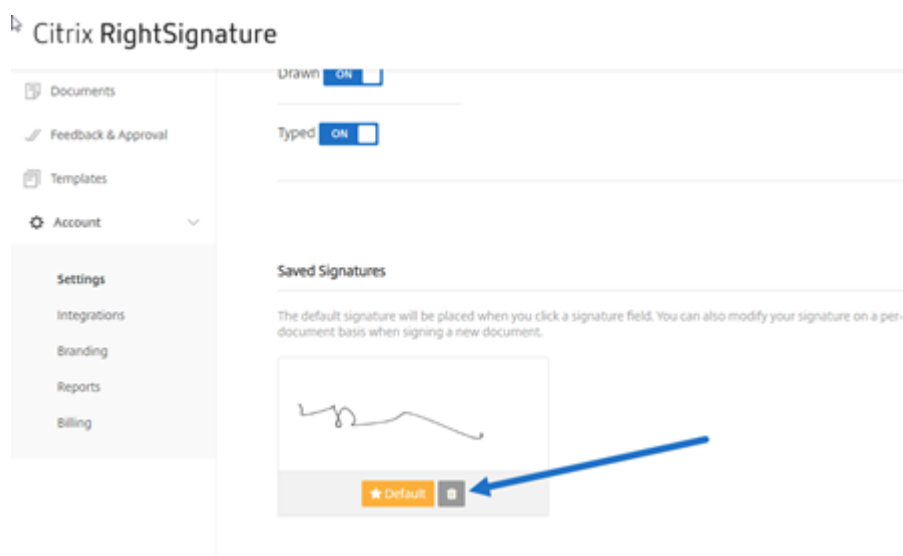 Citrix RightSignature
Documents
Feedback & Approval
Templates
Account
Settings
Integrations
Branding
Reports
Billing
Drawn ON
Typed ON
Saved Signatures
The default signature will be placed when you click a signature field. You can also modify your signature on a per-
document basis when signing a new document.
Default